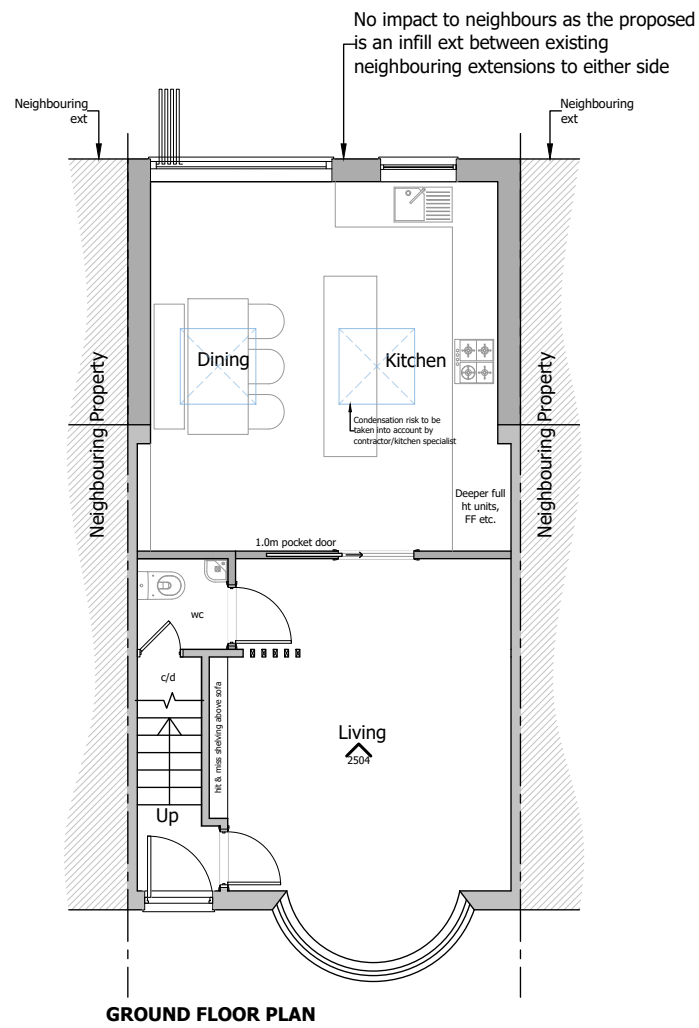 No impact to neighbours as the proposed
is an infill ext between existing
neighbouring extensions to either side
Neighbouring
ext
Neighbouring
ext
Neighbouring Property
Neighbouring Property
Dining
Kitchen
Condensation risk to be
taken into account by
contractor/kitchen specialist
Deeper full
ht units,
FF etc.
1.0m pocket door
wc
c/d
hit & miss shelving above sofa
Living
2504
Up
GROUND FLOOR PLAN